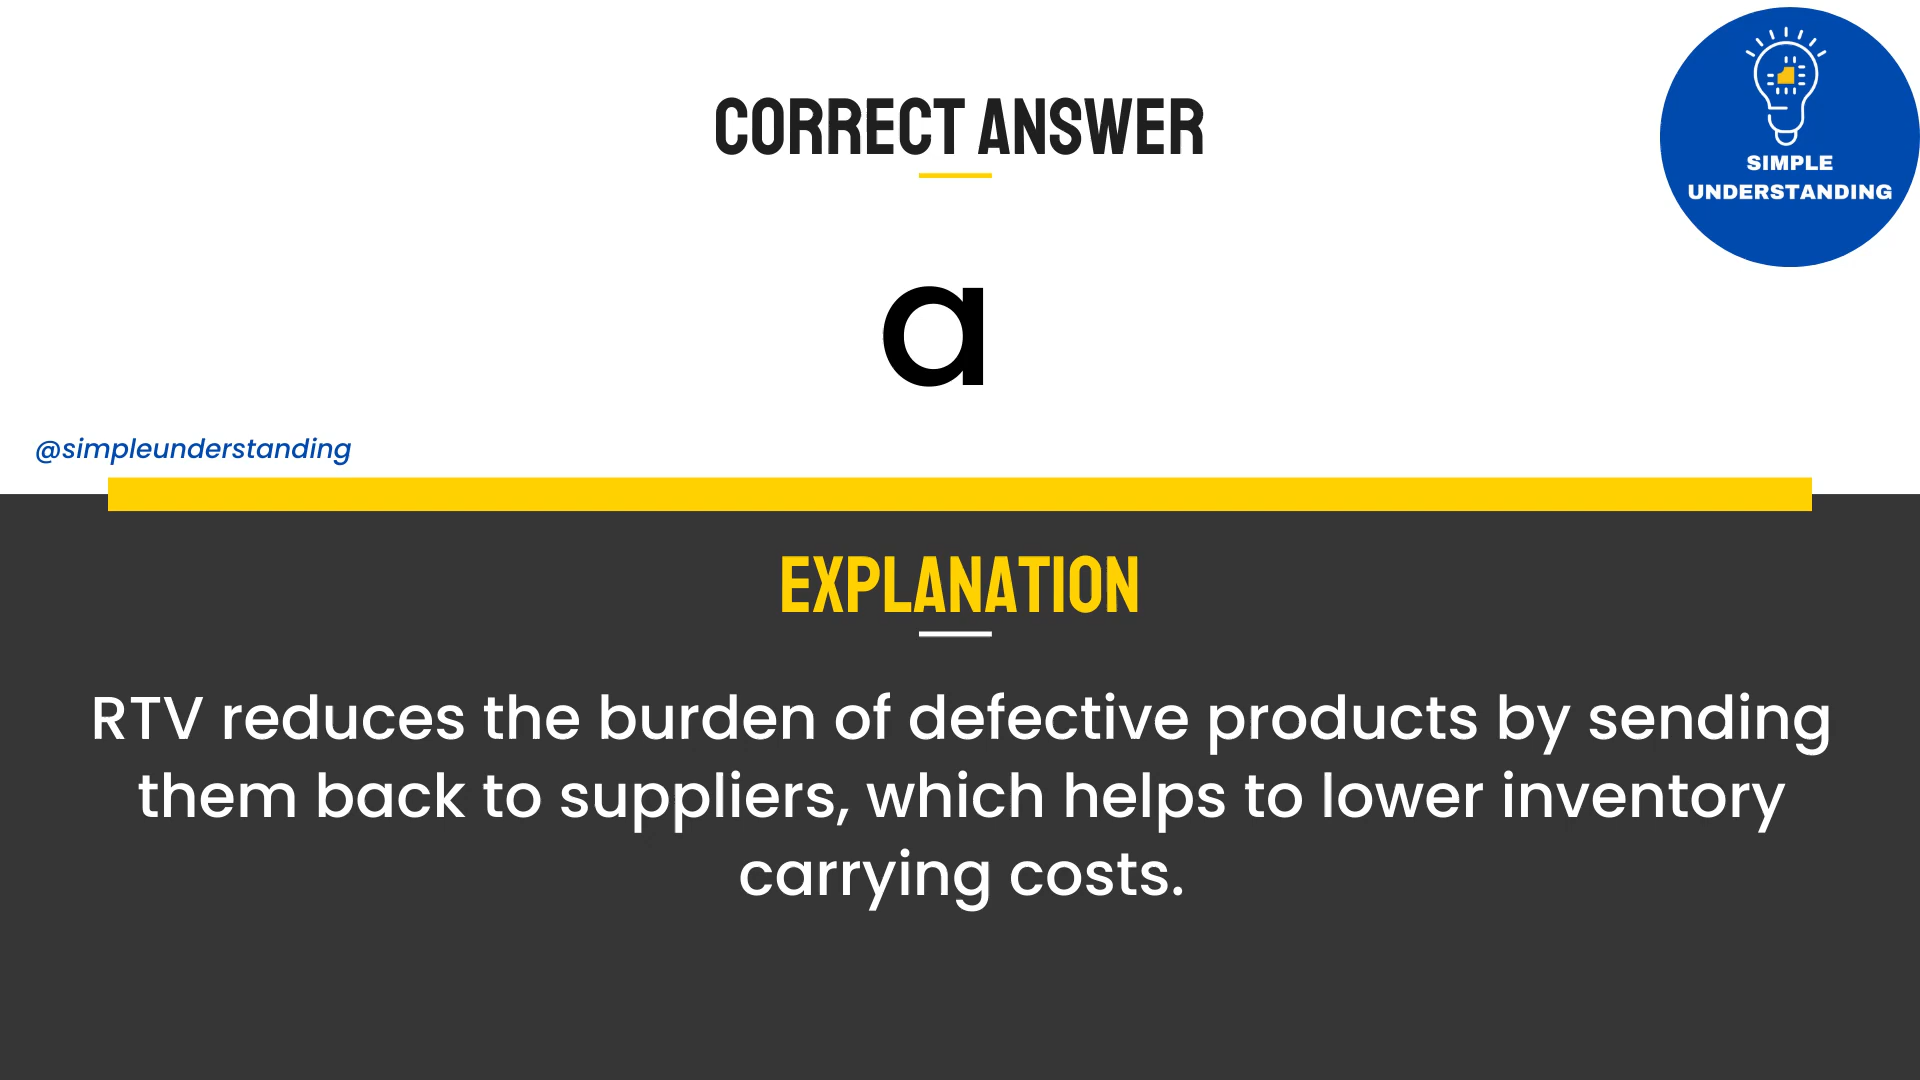 CORRECT ANSWER
SIMPLE
UNDERSTANDING
a
@simpleunderstanding
EXPLANATION
RTV reduces the burden of defective products by sending
them back to suppliers, which helps to lower inventory
carrying costs.